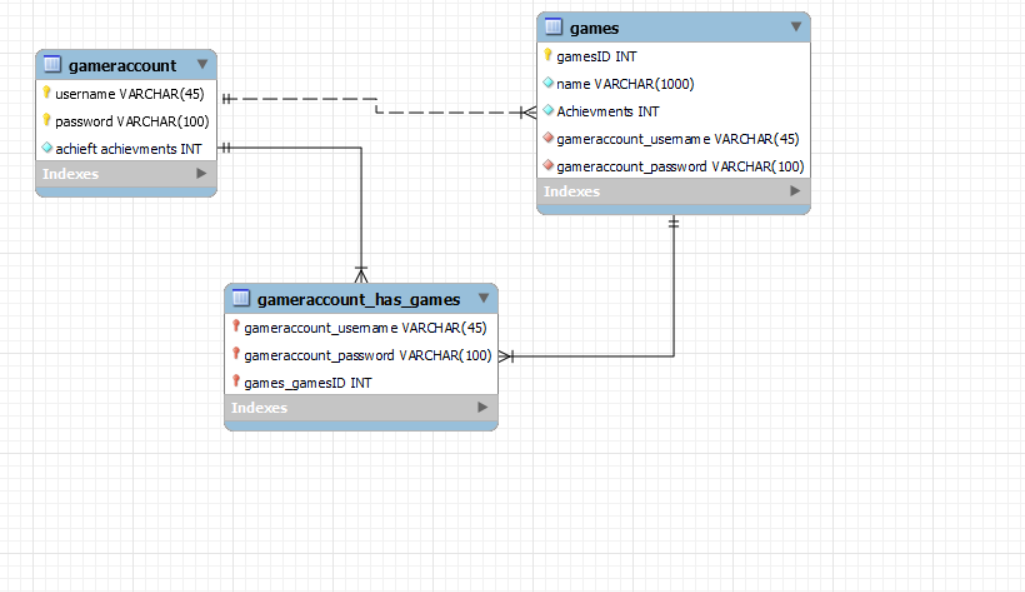 gameraccount
username VARCHAR(45)
password VARCHAR(100)
achieft achievments INT
Indexes
games
gamesID INT
name VARCHAR(1000)
Achievments INT
gameraccount_username VARCHAR(45)
gameraccount_password VARCHAR(100)
Indexes
gameraccount_has_games
gameraccount_username VARCHAR(45)
gameraccount_password VARCHAR(100)
games_gamesID INT
Indexes